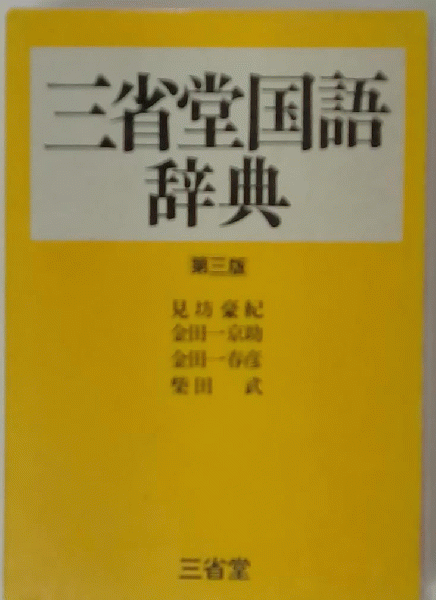 三省堂国語
辞典
第三版
見坊豪紀
金田一京助
金田一春彦
柴田 武
三省堂